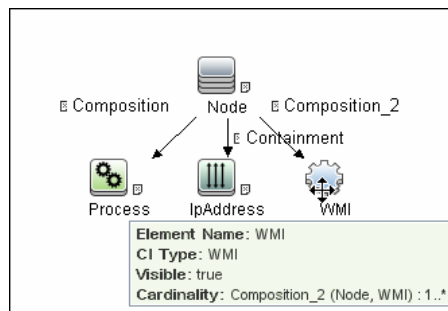 Node
Composition
Composition_2
Containment
Process
IpAddress
WMI
Element Name: WMI
CI Type: WMI
Visible: true
Cardinality: Composition_2 (Node, WMI) : 1..*